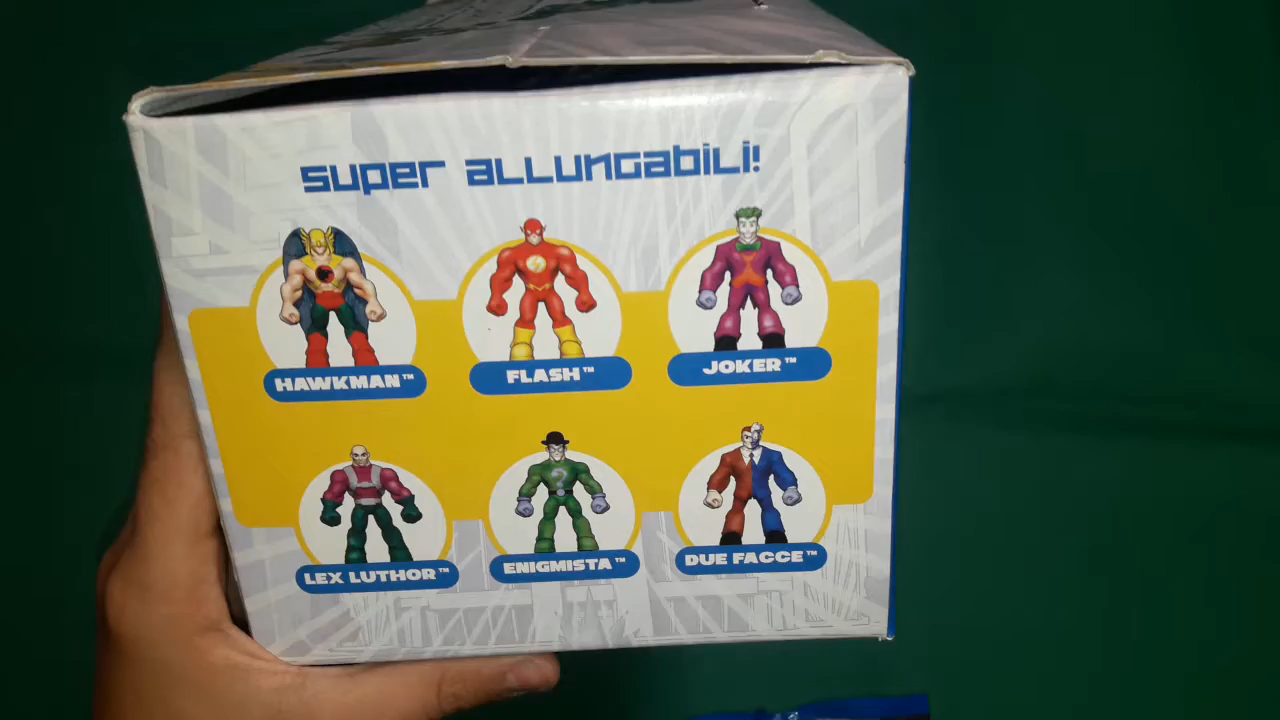 SUPER ALLUNGABILI!
HAWKMAN™
FLASH™
JOKER™
LEX LUTHOR™
ENIGMISTA™
DUE FACCE™